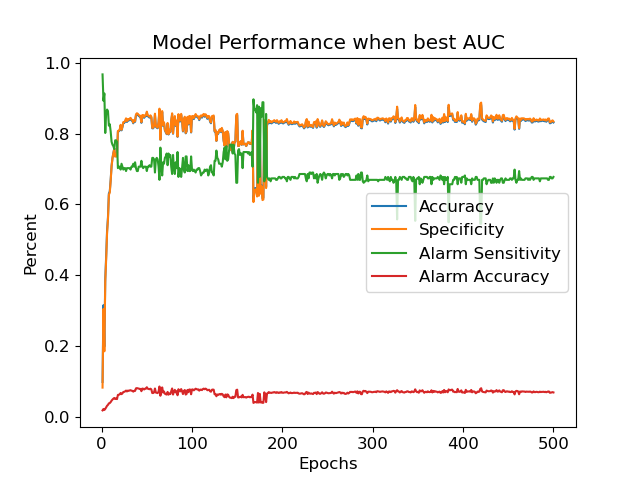 Model Performance when best AUC
1.0
0.8
0.6
0.4
0.2
0.0
Percent
Accuracy
Specificity
Alarm Sensitivity
Alarm Accuracy
0 100 200 300 400 500
Epochs